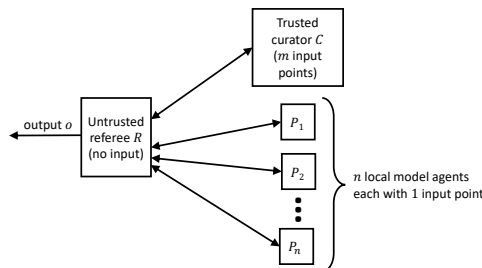 Trusted
curator C
(m input
points)
output o
Untrusted
referee R
(no input)
P₁
P₂
Pₙ
n local model agents
each with 1 input point